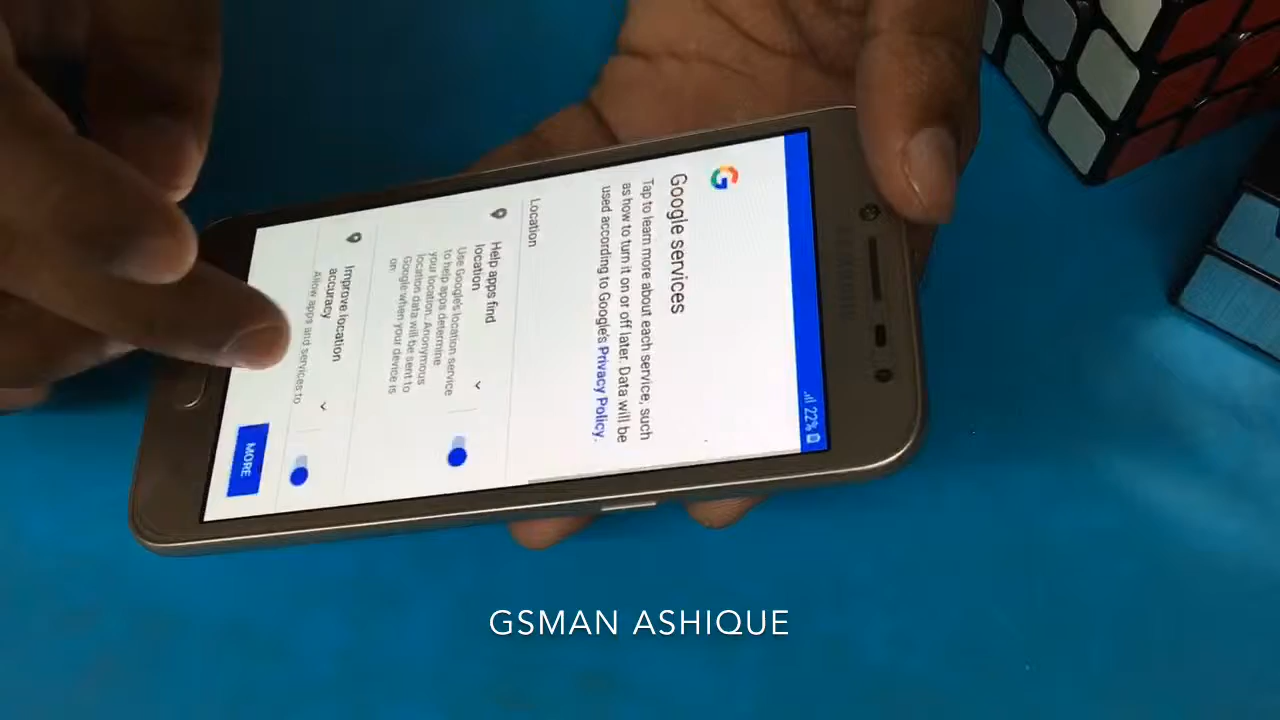 22%
Google services
Tap to learn more about each service, such
as how to turn it on or off later. Data will be
used according to Google's Privacy Policy.
Location
Help apps find
location
Use Google's location service
to help apps determine
your location. Anonymous
location data will be sent to
Google when your device is
on.
Improve location
accuracy
Allow apps and services to
MORE
GSMAN ASHIQUE